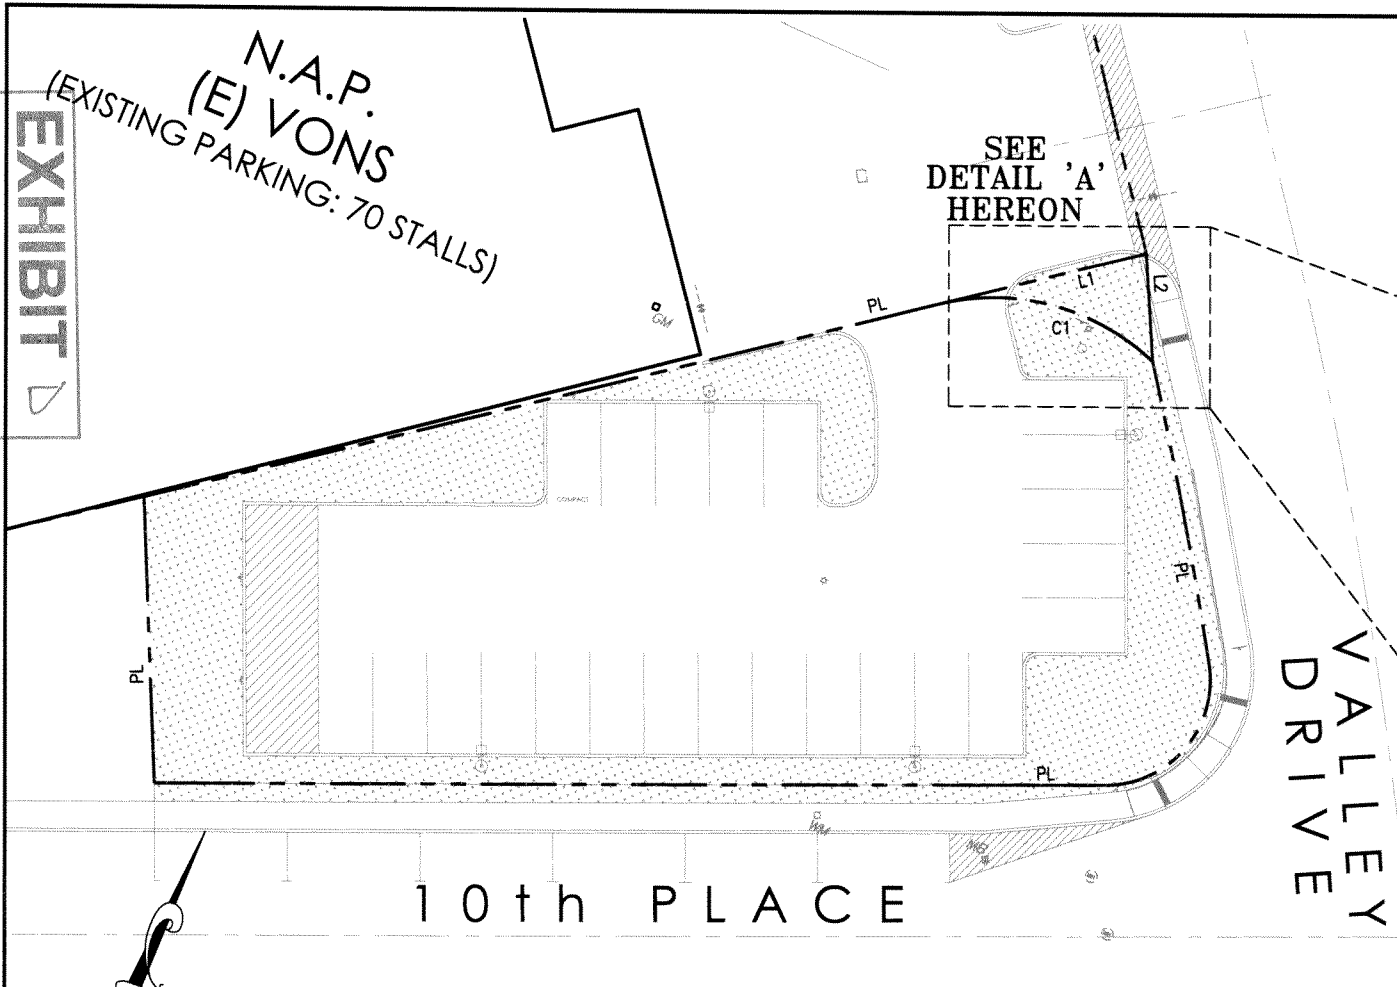 N.A.P.
(E) VONS
(EXISTING PARKING: 70 STALLS)
EXHIBIT
SEE
DETAIL 'A'
HEREON
L1
L2
PL
C1
GM
COMPACT
PL
PL
PL
WM
10th PLACE
VALLEY
DRIVE